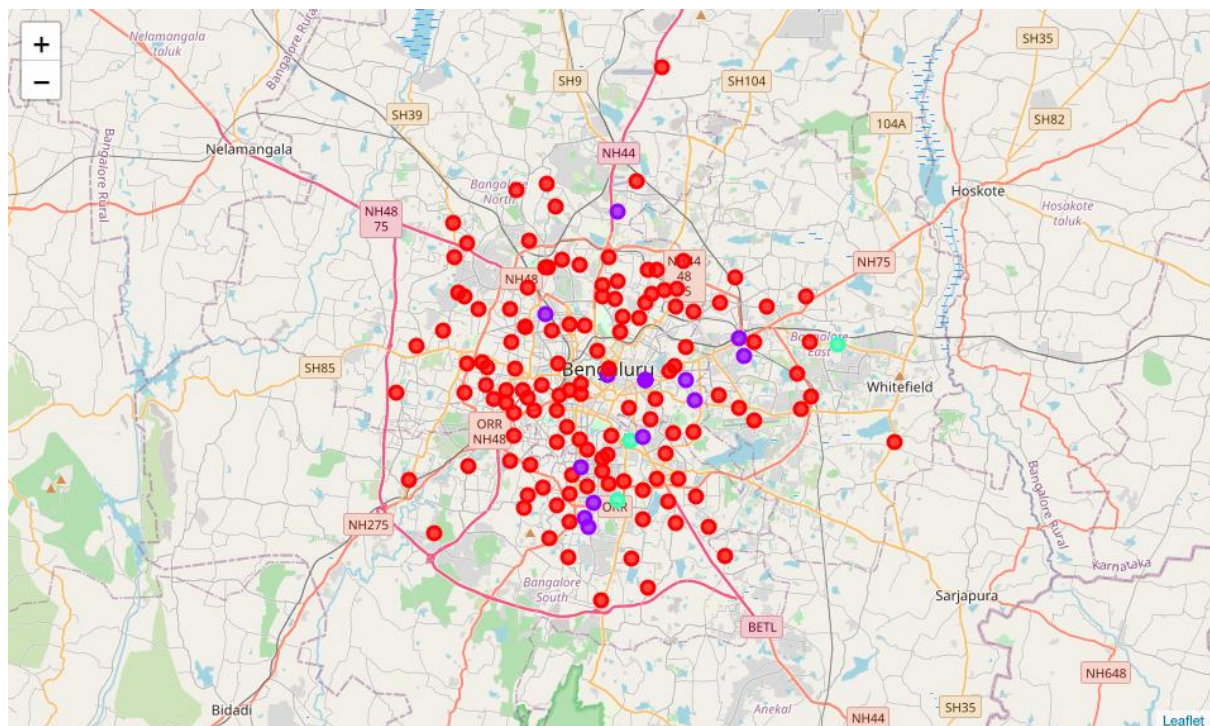 +
−
Nelamangala
taluk
Bangalore Rural
SH9
SH104
SH35
SH39
104A
SH82
Bangalore Rural
Nelamangala
NH44
Bangalore
North
Hoskote
Hosakote
taluk
NH48
75
NH48
NH75
Bengaluru
Bangalore
East
SH85
Whitefield
ORR
NH48
ORR
NH275
Bangalore
South
Bangalore Rural
Karnataka
Sarjapura
BETL
NH648
Bidadi
Anekal
NH44
SH35
Leaflet